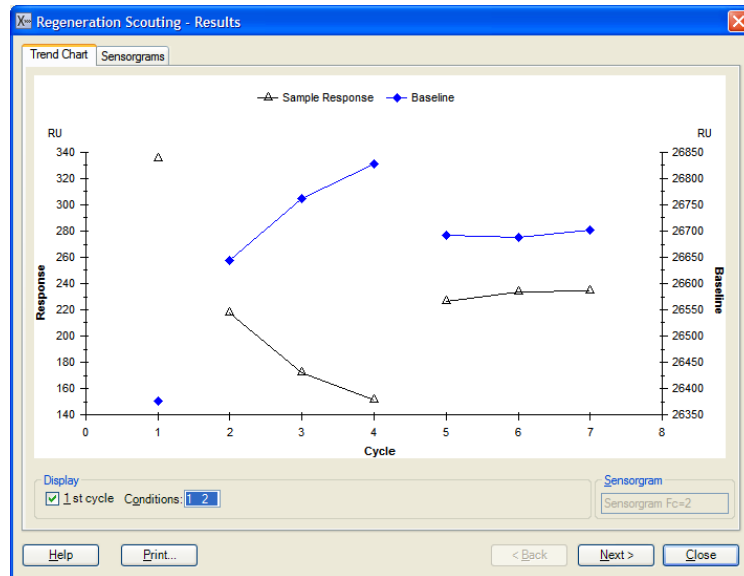 X100 Regeneration Scouting - Results
Trend Chart Sensorgrams
Sample Response Baseline
RU RU
340 26850
320 26800
300 26750
280 26700
260 26650
240 26600
220 26550
200 26500
180 26450
160 26400
140 26350
Response
Baseline
0 1 2 3 4 5 6 7 8
Cycle
Display
1st cycle Conditions: 1 2
Sensorgram
Sensorgram Fc=2
Help Print... < Back Next > Close